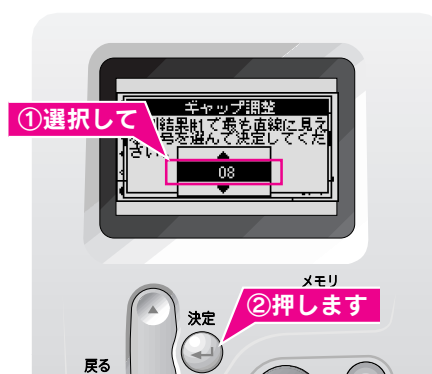 ギャップ調整
①選択して
結果#1で最も直線に見え
号を選んで決定してくだ
さい
08
メモリ
②押します
決定
戻る